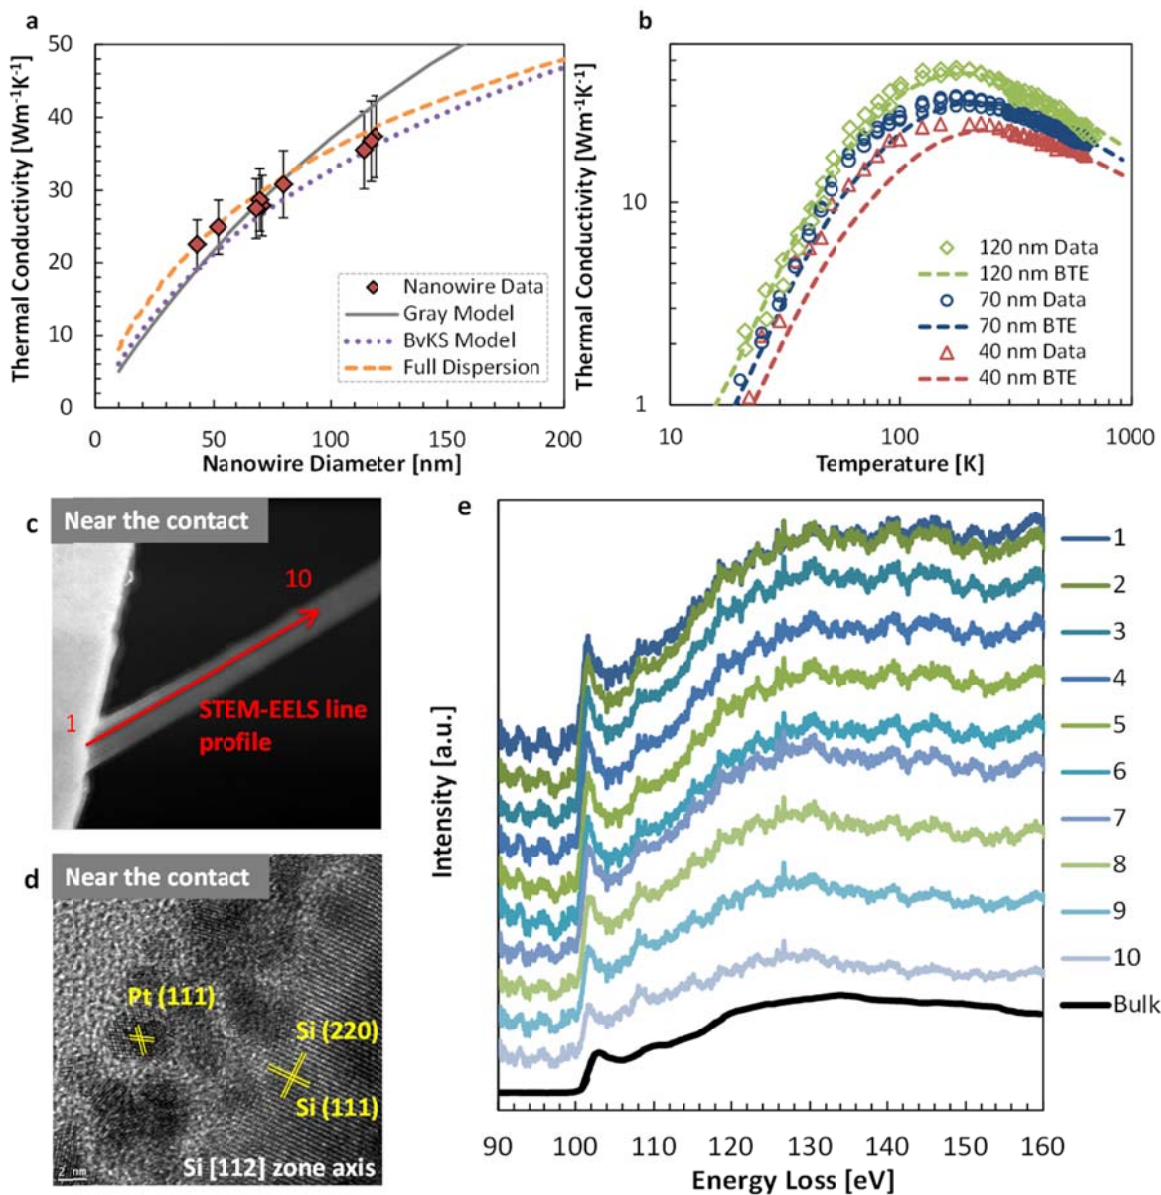 a
50
40
30
20
10
0
0
50
100
150
200
Thermal Conductivity [Wm⁻¹K⁻¹]
Nanowire Diameter [nm]
Nanowire Data
Gray Model
BvKS Model
Full Dispersion
b
10
1
10
100
1000
Thermal Conductivity [Wm⁻¹K⁻¹]
Temperature [K]
120 nm Data
120 nm BTE
70 nm Data
70 nm BTE
40 nm Data
40 nm BTE
c
Near the contact
10
1
STEM-EELS line
profile
d
Near the contact
Pt (111)
Si (220)
Si (111)
2 nm
Si [112] zone axis
e
Intensity [a.u.]
90
100
110
120
130
140
150
160
Energy Loss [eV]
1
2
3
4
5
6
7
8
9
10
Bulk